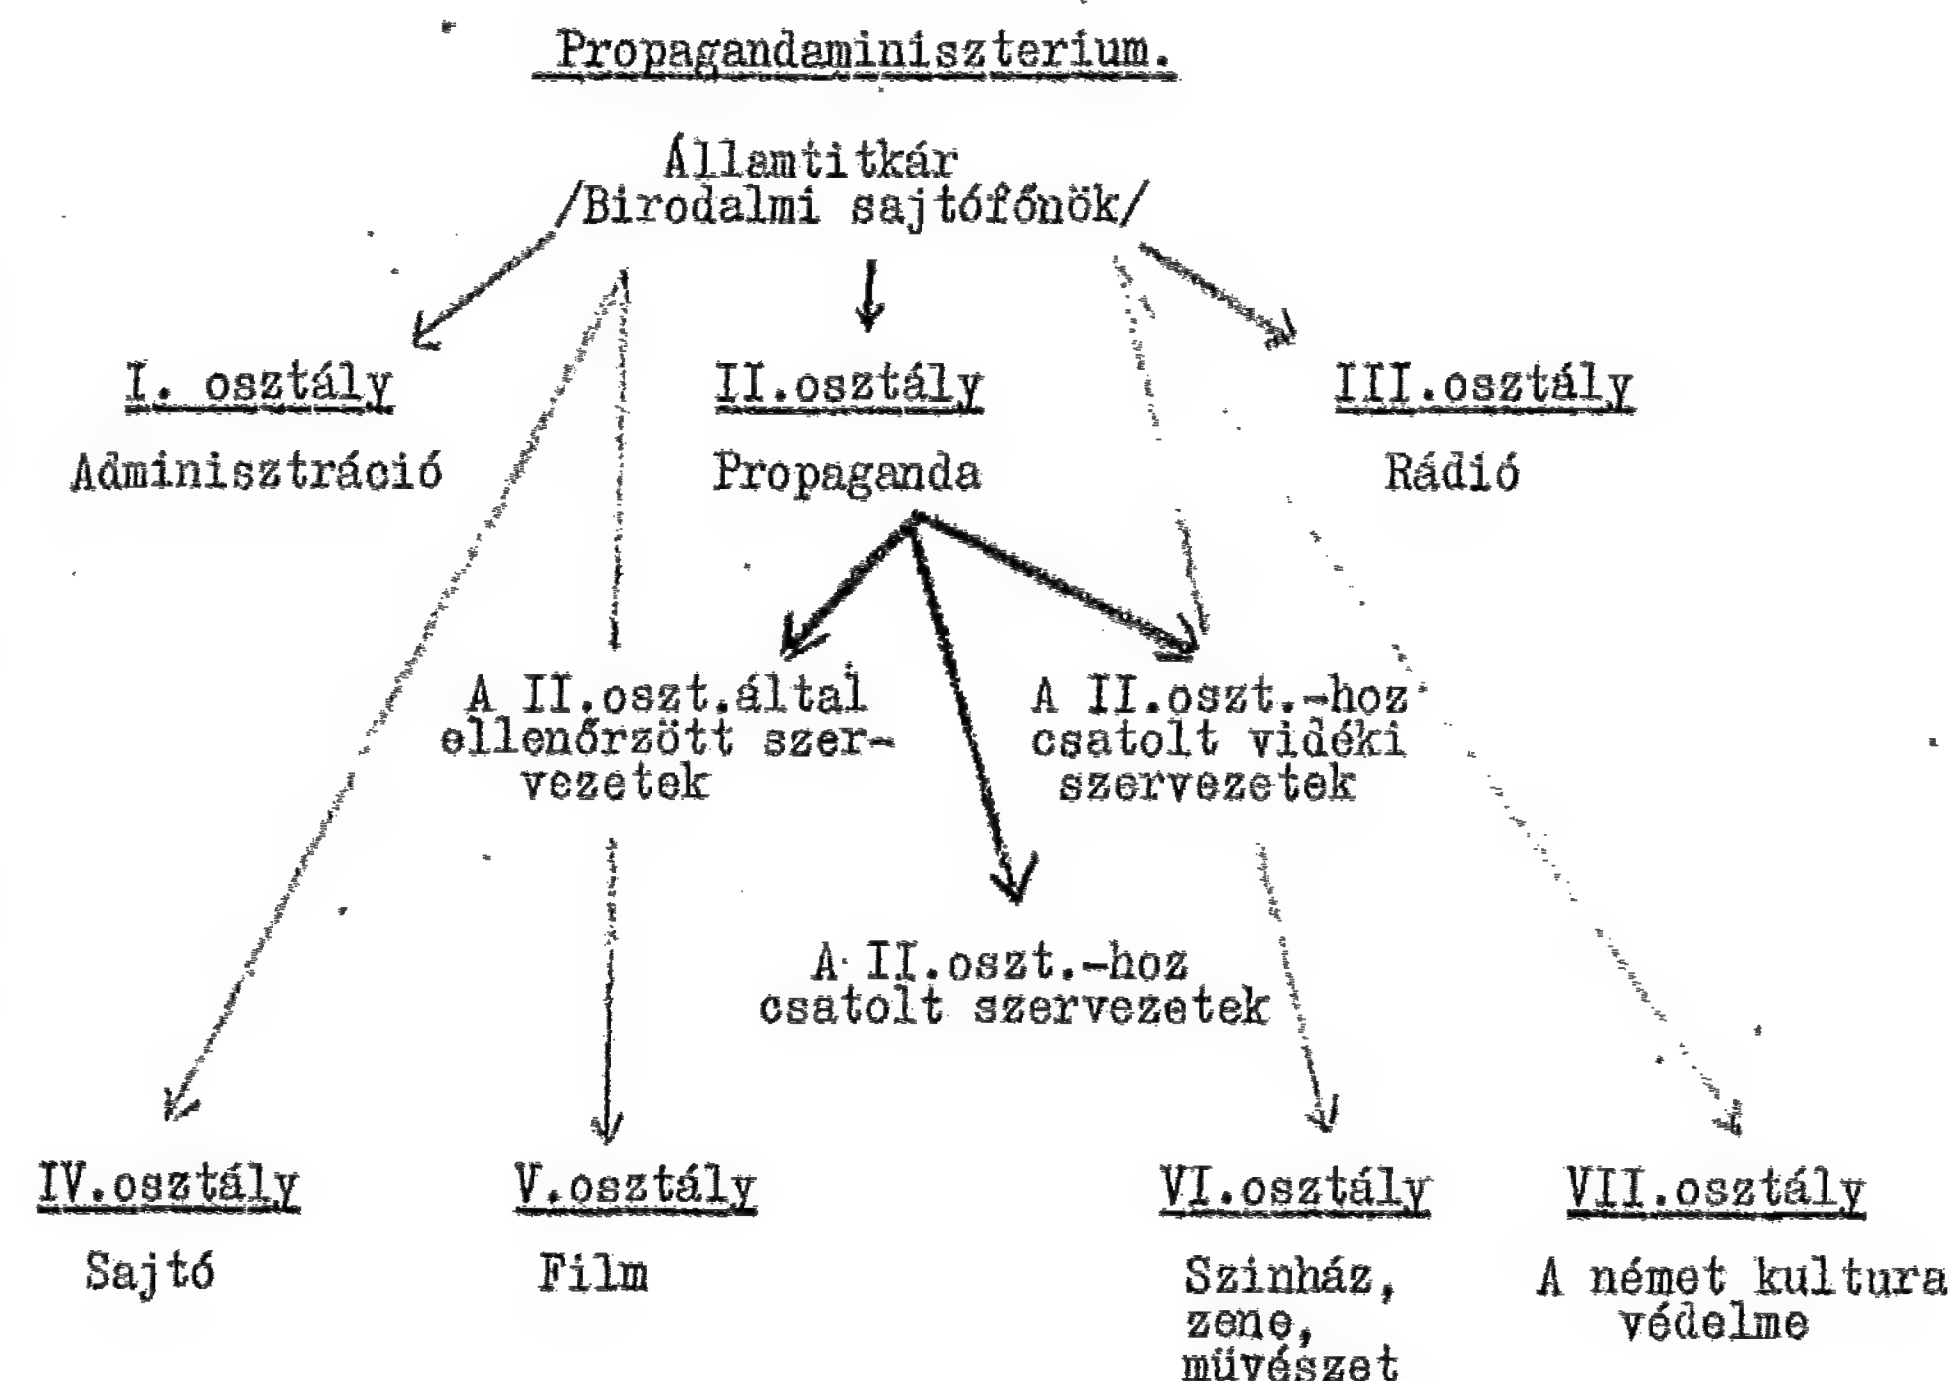 Propagandaminiszterium.
Államtitkár
/Birodalmi sajtófőnök/
I. osztály
II.osztály
III.osztály
Adminisztráció
Propaganda
Rádió
A II.oszt.által
ellenőrzött szer-
vezetek
A II.oszt.-hoz
csatolt vidéki
szervezetek
A II.oszt.-hoz
csatolt szervezetek
IV.osztály
V.osztály
VI.osztály
VII.osztály
Sajtó
Film
Szinház,
zene,
müvészet
A német kultura
védelme